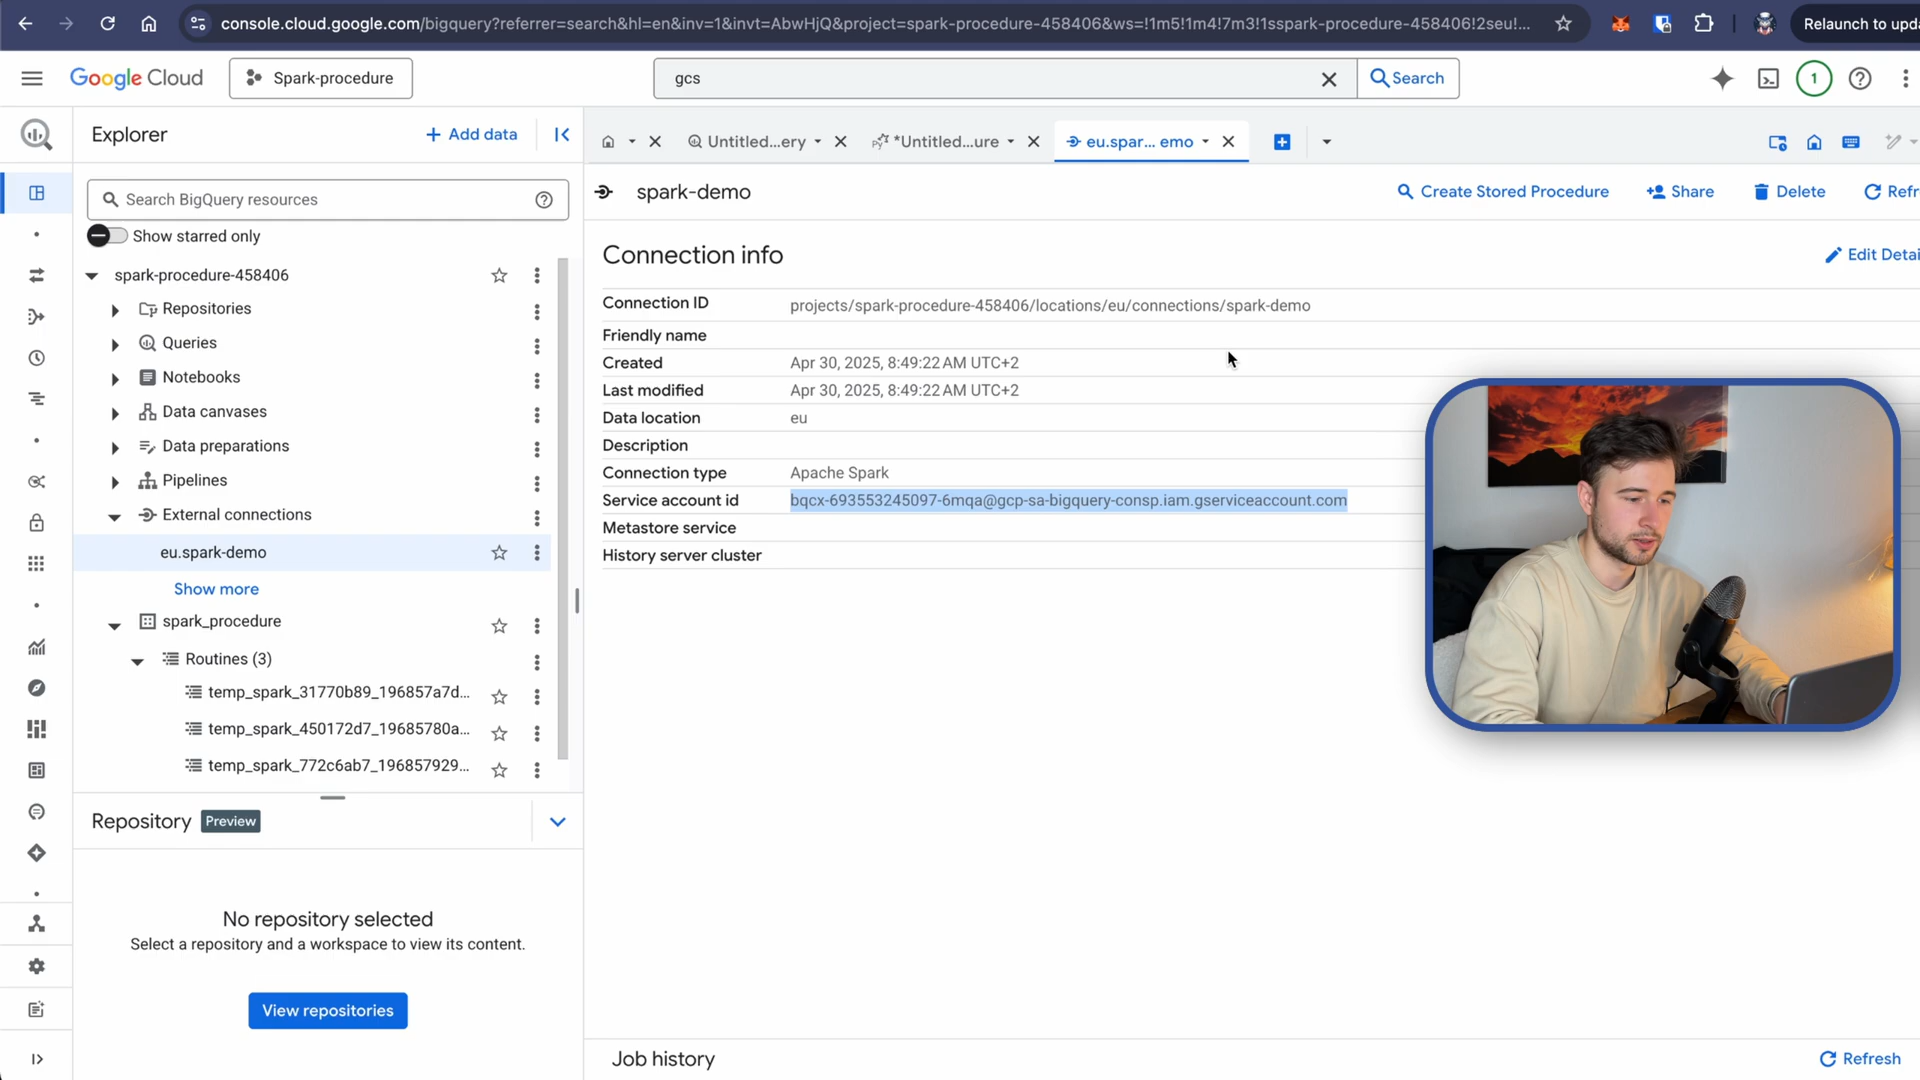 console.cloud.google.com/bigquery?referrer=search&hl=en&inv=1&invt=AbwHjQ&project=spark-procedure-458406&ws=!1m5!1m4!7m3!1sspark-procedure-458406!2seu!...
Relaunch to upda
Google Cloud
Spark-procedure
gcs
Search
1
Explorer
Add data
Untitled...ery
*Untitled...ure
eu.spar... emo
Search BigQuery resources
spark-demo
Create Stored Procedure
Share
Delete
Refr
Show starred only
Connection info
Edit Detai
spark-procedure-458406
Repositories
Queries
Notebooks
Data canvases
Data preparations
Pipelines
External connections
eu.spark-demo
Show more
spark_procedure
Routines (3)
temp_spark_31770b89_196857a7d...
temp_spark_450172d7_19685780a...
temp_spark_772c6ab7_196857929...
Connection ID projects/spark-procedure-458406/locations/eu/connections/spark-demo
Friendly name
Created Apr 30, 2025, 8:49:22 AM UTC+2
Last modified Apr 30, 2025, 8:49:22 AM UTC+2
Data location eu
Description
Connection type Apache Spark
Service account id bqcx-693553245097-6mqa@gcp-sa-bigquery-consp.iam.gserviceaccount.com
Metastore service
History server cluster
Repository Preview
No repository selected
Select a repository and a workspace to view its content.
View repositories
Job history
Refresh